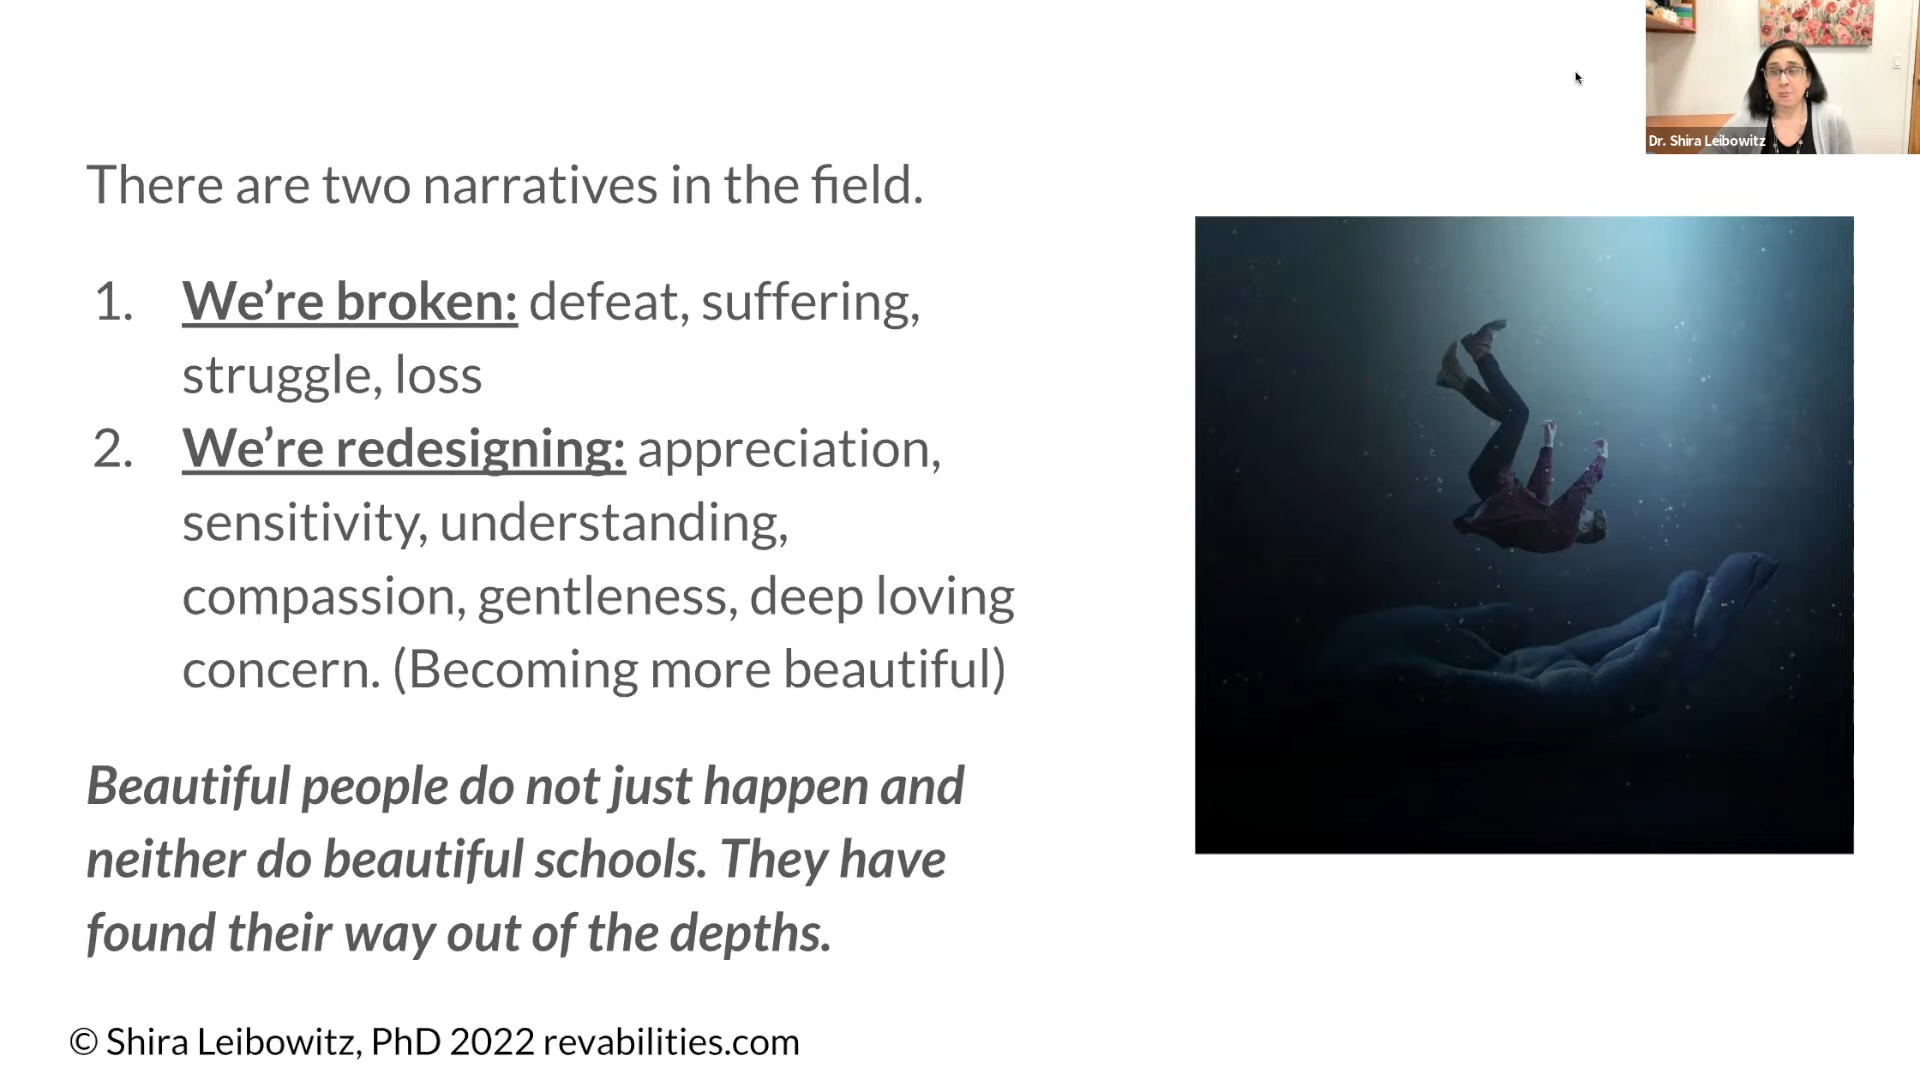 Dr. Shira Leibowitz
There are two narratives in the field.
1. We’re broken: defeat, suffering,
struggle, loss
2. We’re redesigning: appreciation,
sensitivity, understanding,
compassion, gentleness, deep loving
concern. (Becoming more beautiful)
Beautiful people do not just happen and
neither do beautiful schools. They have
found their way out of the depths.
© Shira Leibowitz, PhD 2022 revabilities.com